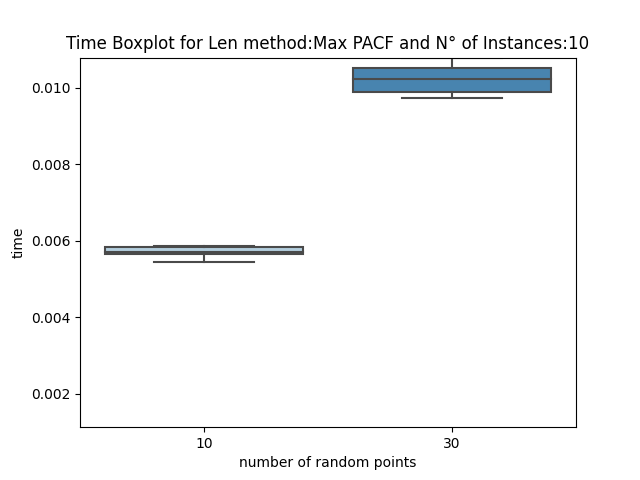 Time Boxplot for Len method:Max PACF and N° of Instances:10
0.010
0.008
0.006
0.004
0.002
time
10 30
number of random points